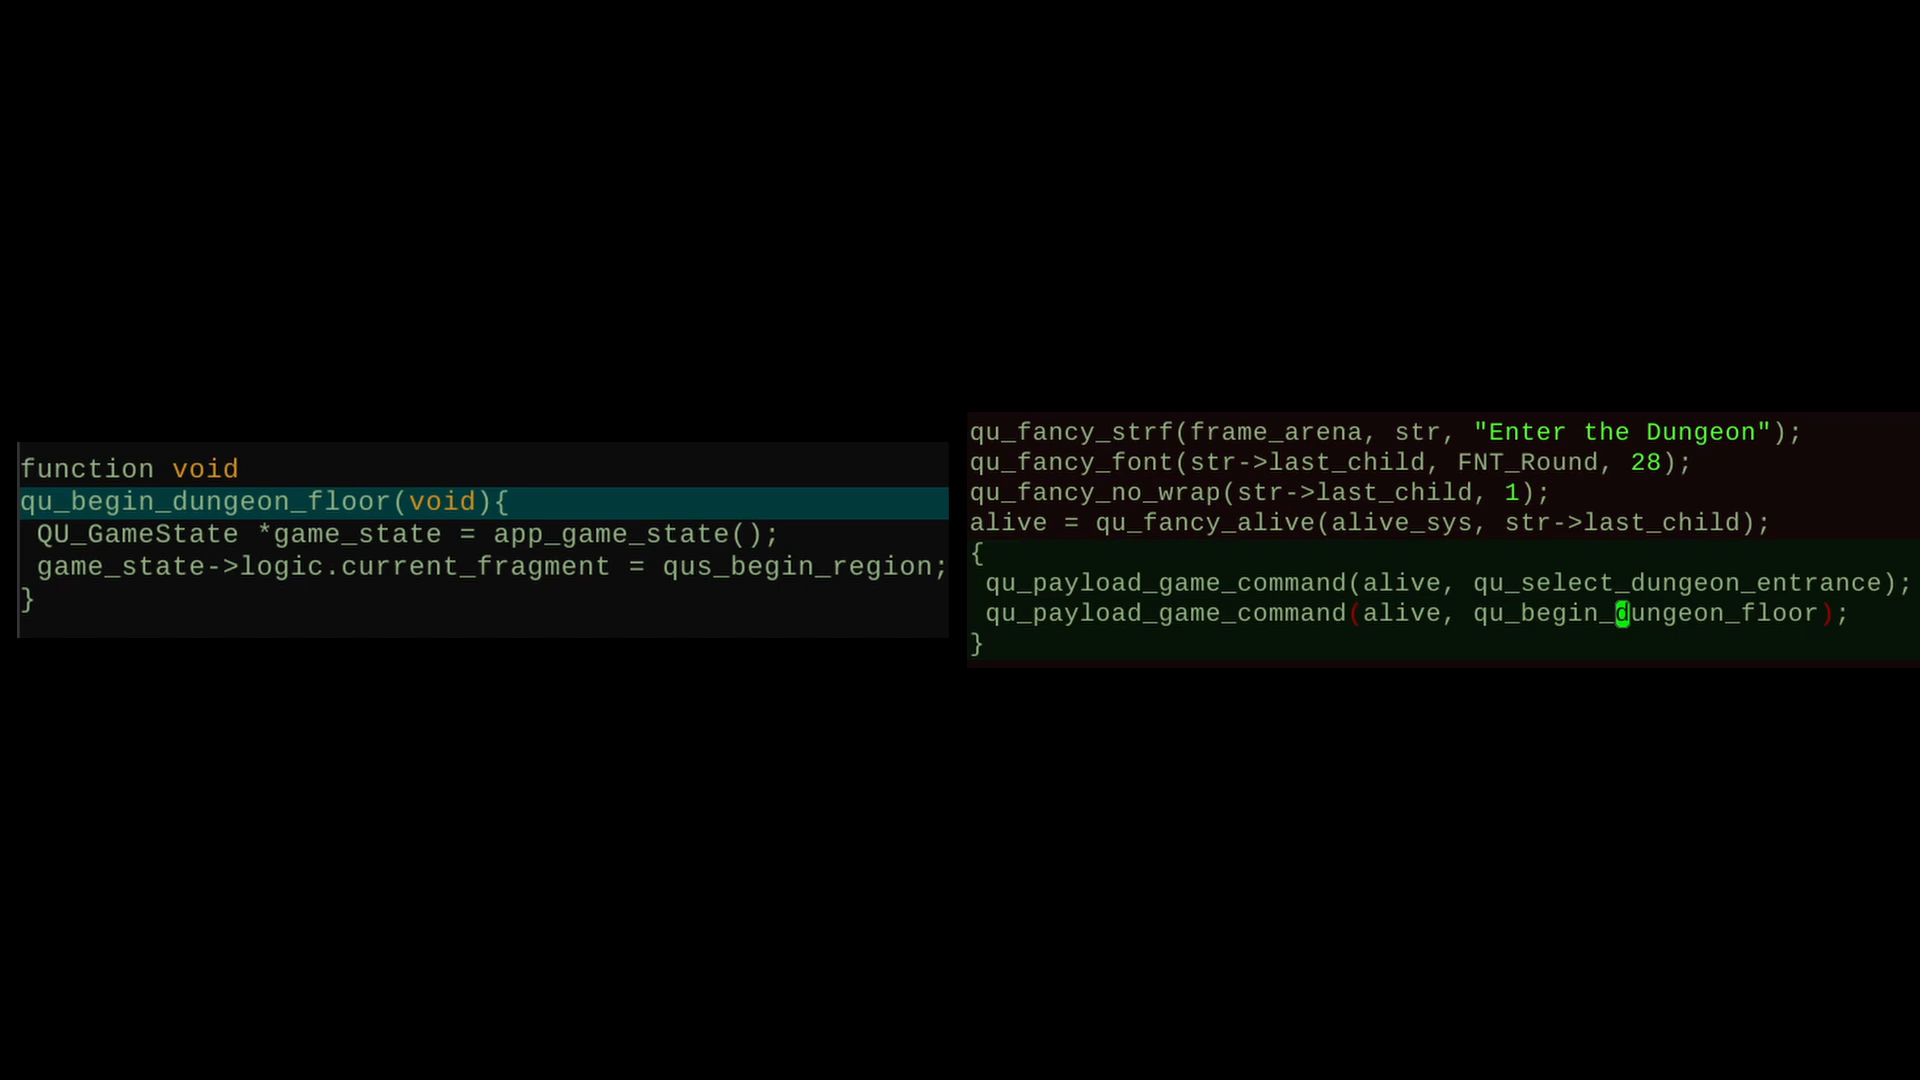 function void
qu_begin_dungeon_floor(void){
 QU_GameState *game_state = app_game_state();
 game_state->logic.current_fragment = qus_begin_region;
}
qu_fancy_strf(frame_arena, str, "Enter the Dungeon");
qu_fancy_font(str->last_child, FNT_Round, 28);
qu_fancy_no_wrap(str->last_child, 1);
alive = qu_fancy_alive(alive_sys, str->last_child);
{
 qu_payload_game_command(alive, qu_select_dungeon_entrance);
 qu_payload_game_command(alive, qu_begin_dungeon_floor);
}